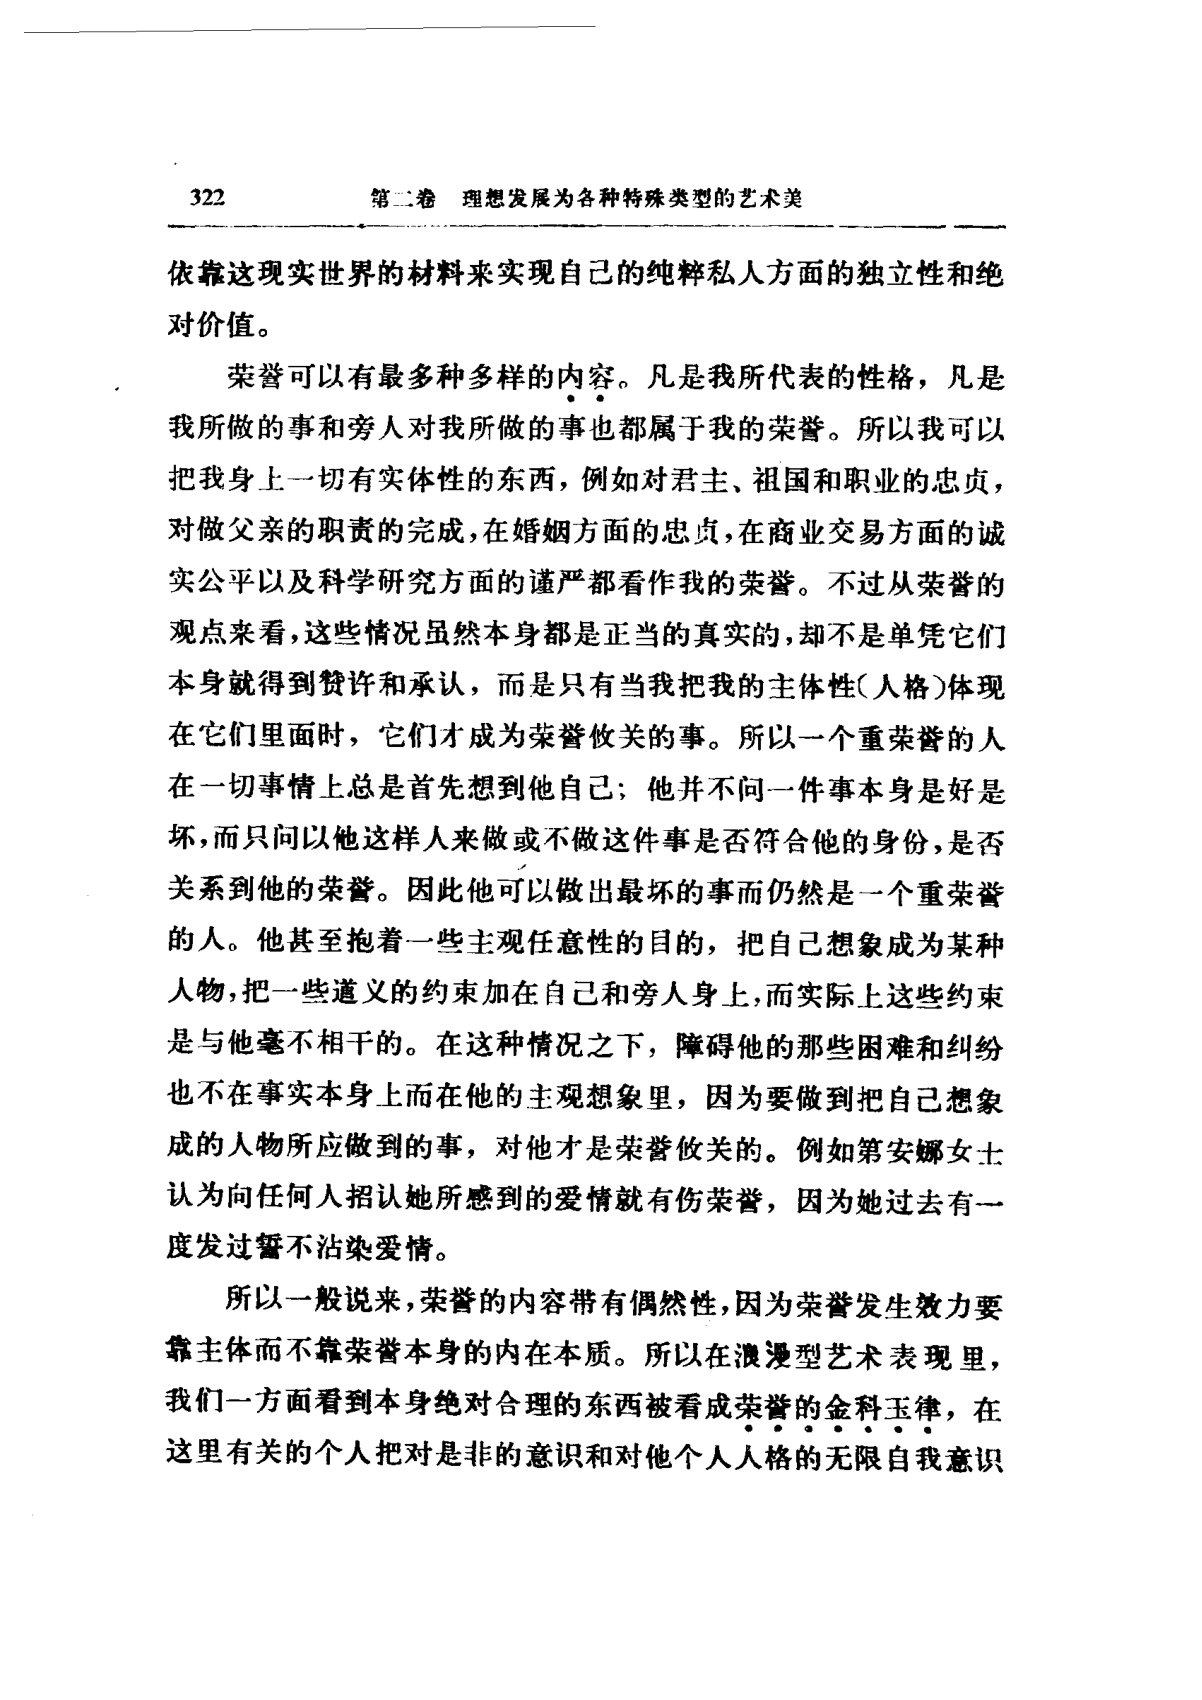 322 第二卷 理想发展为各种特殊类型的艺术美
依靠这现实世界的材料来实现自己的纯粹私人方面的独立性和绝
对价值。
荣誉可以有最多种多样的内容。凡是我所代表的性格，凡是
我所做的事和旁人对我所做的事也都属于我的荣誉。所以我可以
把我身上一切有实体性的东西，例如对君主、祖国和职业的忠贞，
对做父亲的职责的完成，在婚姻方面的忠贞，在商业交易方面的诚
实公平以及科学研究方面的谨严都看作我的荣誉。不过从荣誉的
观点来看，这些情况虽然本身都是正当的真实的，却不是单凭它们
本身就得到赞许和承认，而是只有当我把我的主体性(人格)体现
在它们里面时，它们才成为荣誉攸关的事。所以一个重荣誉的人
在一切事情上总是首先想到他自己；他并不问一件事本身是好是
坏，而只问以他这样人来做或不做这件事是否符合他的身份，是否
关系到他的荣誉。因此他可以做出最坏的事而仍然是一个重荣誉
的人。他甚至抱着一些主观任意性的目的，把自己想象成为某种
人物，把一些道义的约束加在自己和旁人身上，而实际上这些约束
是与他毫不相干的。在这种情况之下，障碍他的那些困难和纠纷
也不在事实本身上而在他的主观想象里，因为要做到把自己想象
成的人物所应做到的事，对他才是荣誉攸关的。例如第安娜女士
认为向任何人招认她所感到的爱情就有伤荣誉，因为她过去有一
度发过誓不沾染爱情。
所以一般说来，荣誉的内容带有偶然性，因为荣誉发生效力要
靠主体而不靠荣誉本身的内在本质。所以在浪漫型艺术表现里，
我们一方面看到本身绝对合理的东西被看成荣誉的金科玉律，在
这里有关的个人把对是非的意识和对他个人人格的无限自我意识